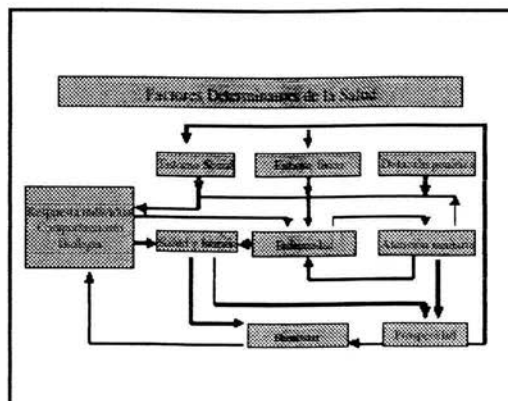 Factores Determinantes de la Salud
Entorno Social
Entorno físico
Dotación genética
Respuesta individual
Comportamiento
Biología
Salud y función
Enfermedad
Atención sanitaria
Bienestar
Prosperidad